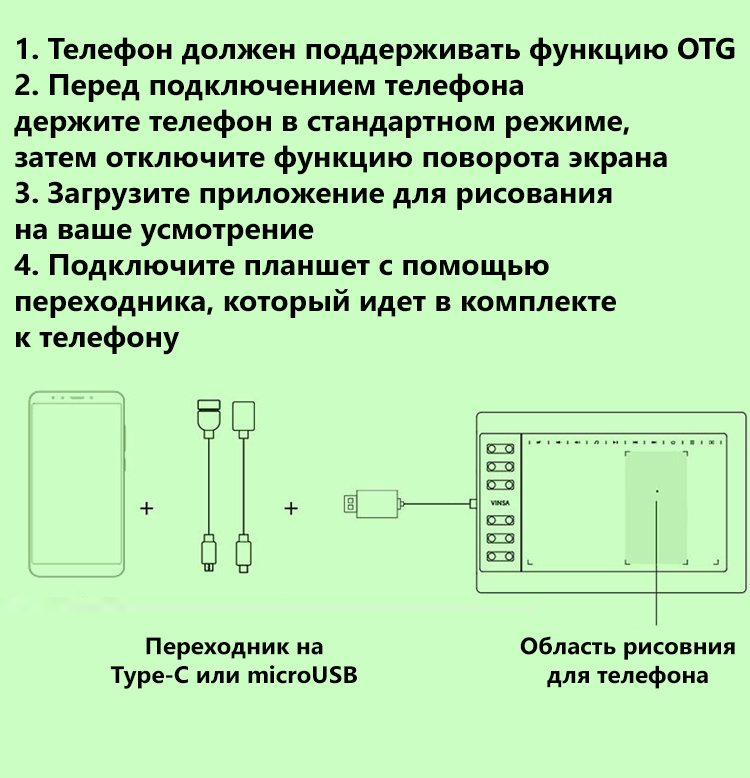 1. Телефон должен поддерживать функцию OTG
2. Перед подключением телефона
держите телефон в стандартном режиме,
затем отключите функцию поворота экрана
3. Загрузите приложение для рисования
на ваше усмотрение
4. Подключите планшет с помощью
переходника, который идет в комплекте
к телефону
+
+
VINSA
Переходник на
Type-C или microUSB
Область рисовния
для телефона